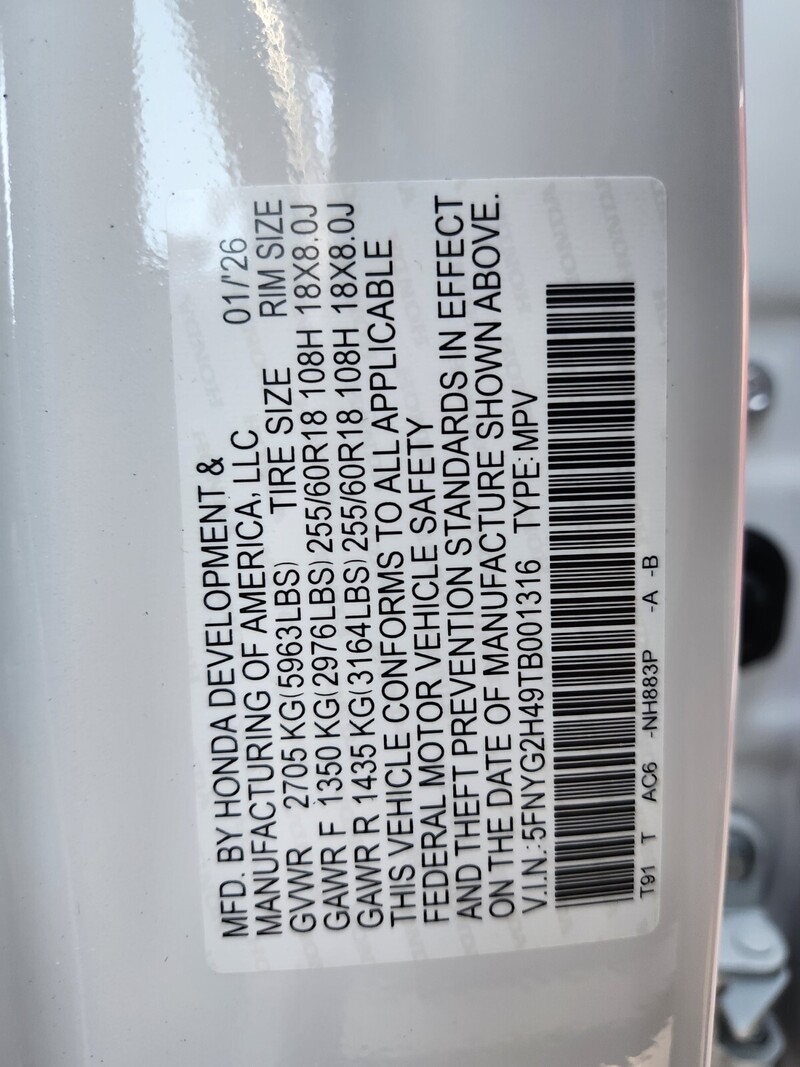 MFD. BY HONDA DEVELOPMENT &
MANUFACTURING OF AMERICA, LLC 01/'26
GVWR 2705 KG(5963LBS) TIRE SIZE RIM SIZE
GAWR F 1350 KG(2976LBS) 255/60R18 108H 18X8.0J
GAWR R 1435 KG(3164LBS) 255/60R18 108H 18X8.0J
THIS VEHICLE CONFORMS TO ALL APPLICABLE
FEDERAL MOTOR VEHICLE SAFETY
AND THEFT PREVENTION STANDARDS IN EFFECT
ON THE DATE OF MANUFACTURE SHOWN ABOVE.
V.I.N.:5FNYG2H49TB001316 TYPE:MPV
T91 T AC6 -NH883P -A -B